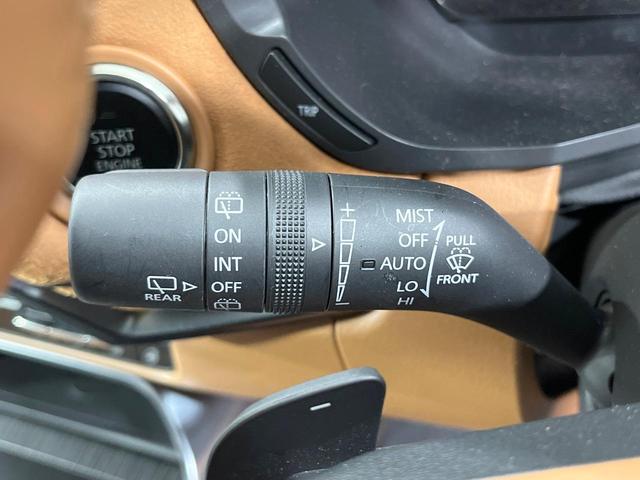 START
STOP
ENGINE
TRIP
REAR
ON
INT
OFF
+
-
MIST
OFF
AUTO
LO
HI
PULL
FRONT
-